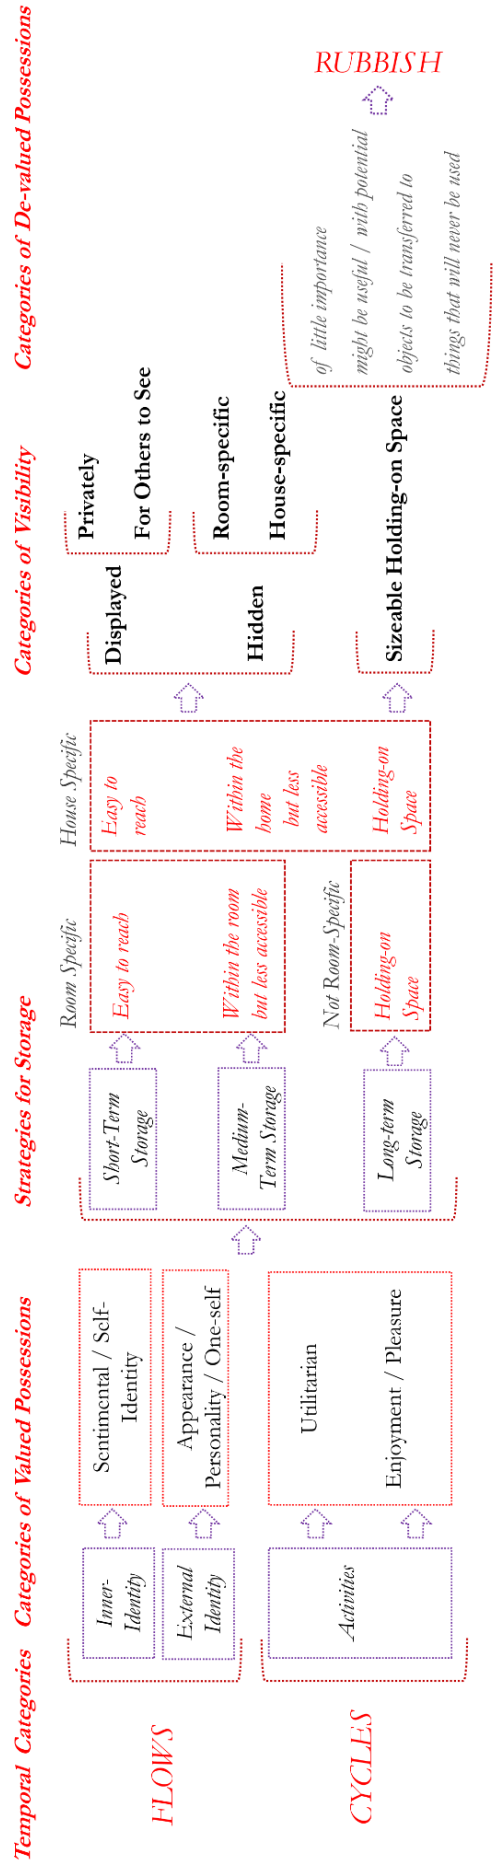 Temporal Categories
Categories of Valued Possessions
Strategies for Storage
Categories of Visibility
Categories of De-valued Possessions
FLOWS
Inner-
Identity
External
Identity
Sentimental / Self-
Identity
Appearance /
Personality / One-self
CYCLES
Activities
Utilitarian
Enjoyment / Pleasure
Short-Term
Storage
Medium-
Term Storage
Long-term
Storage
Room Specific
Easy to reach
Within the room
but less accessible
Not Room-Specific
Holding-on
Space
House Specific
Easy to
reach
Within the
home
but less
accessible
Holding-on
Space
Displayed
Hidden
Sizeable Holding-on Space
Privately
For Others to See
Room-specific
House-specific
of little importance
might be useful / with potential
objects to be transferred to
things that will never be used
RUBBISH